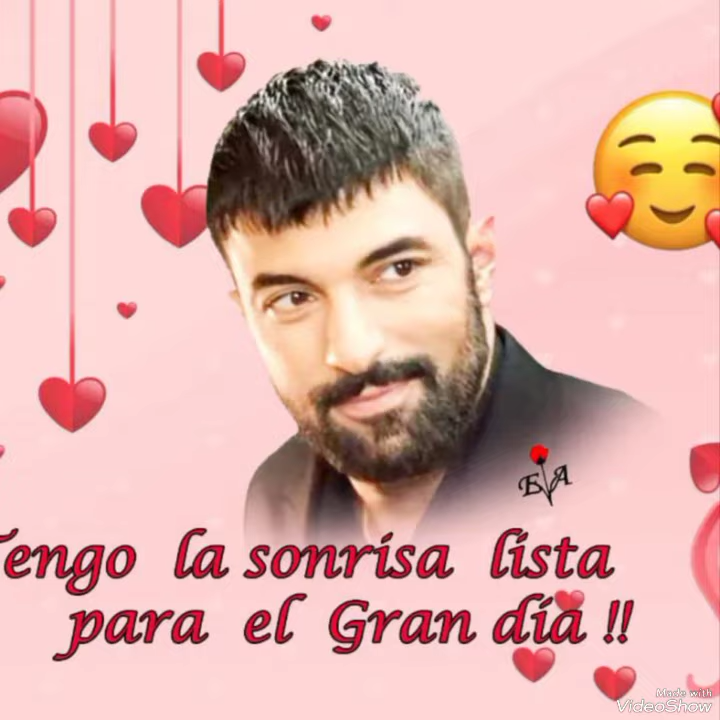 Tengo la sonrisa lista
para el Gran día !!
E A
Made with
VideoShow